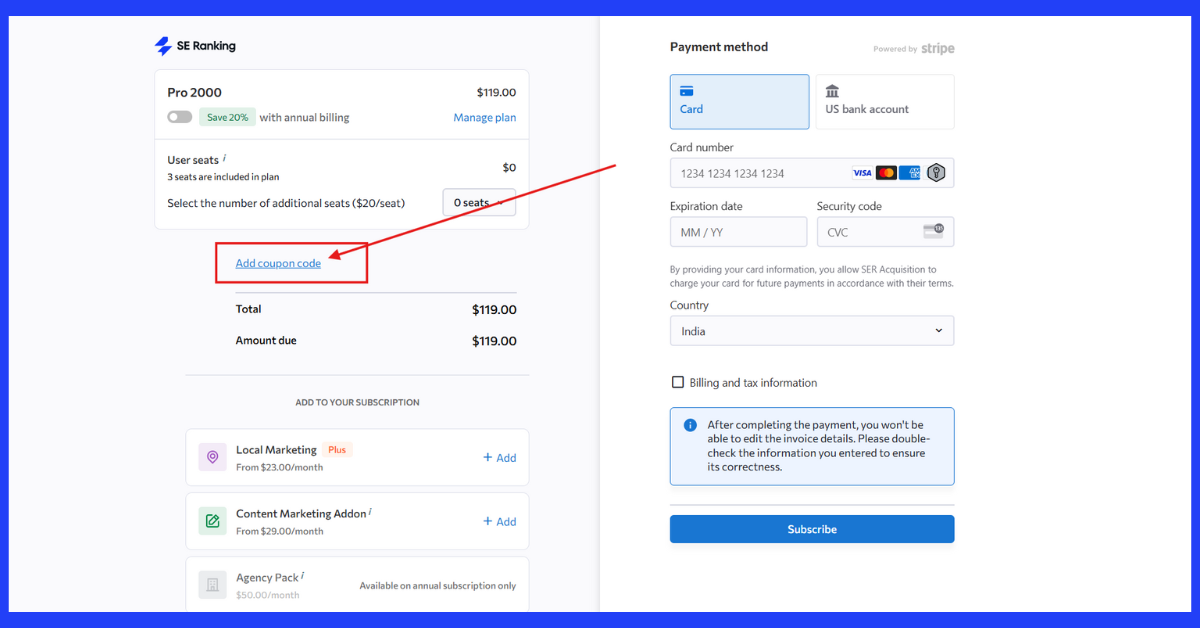 SE Ranking
Pro 2000
$119.00
Save 20% with annual billing
Manage plan
User seats i
$0
3 seats are included in plan
Select the number of additional seats ($20/seat)
0 seats
Add coupon code
Total
$119.00
Amount due
$119.00
ADD TO YOUR SUBSCRIPTION
Local Marketing Plus
From $23.00/month
+ Add
Content Marketing Addon i
From $29.00/month
+ Add
Agency Pack i
$50.00/month
Available on annual subscription only
Payment method
Powered by stripe
Card
US bank account
Card number
1234 1234 1234 1234
VISA
Expiration date
Security code
MM / YY
CVC
By providing your card information, you allow SER Acquisition to
charge your card for future payments in accordance with their terms.
Country
India
Billing and tax information
After completing the payment, you won't be
able to edit the invoice details. Please double-
check the information you entered to ensure
its correctness.
Subscribe